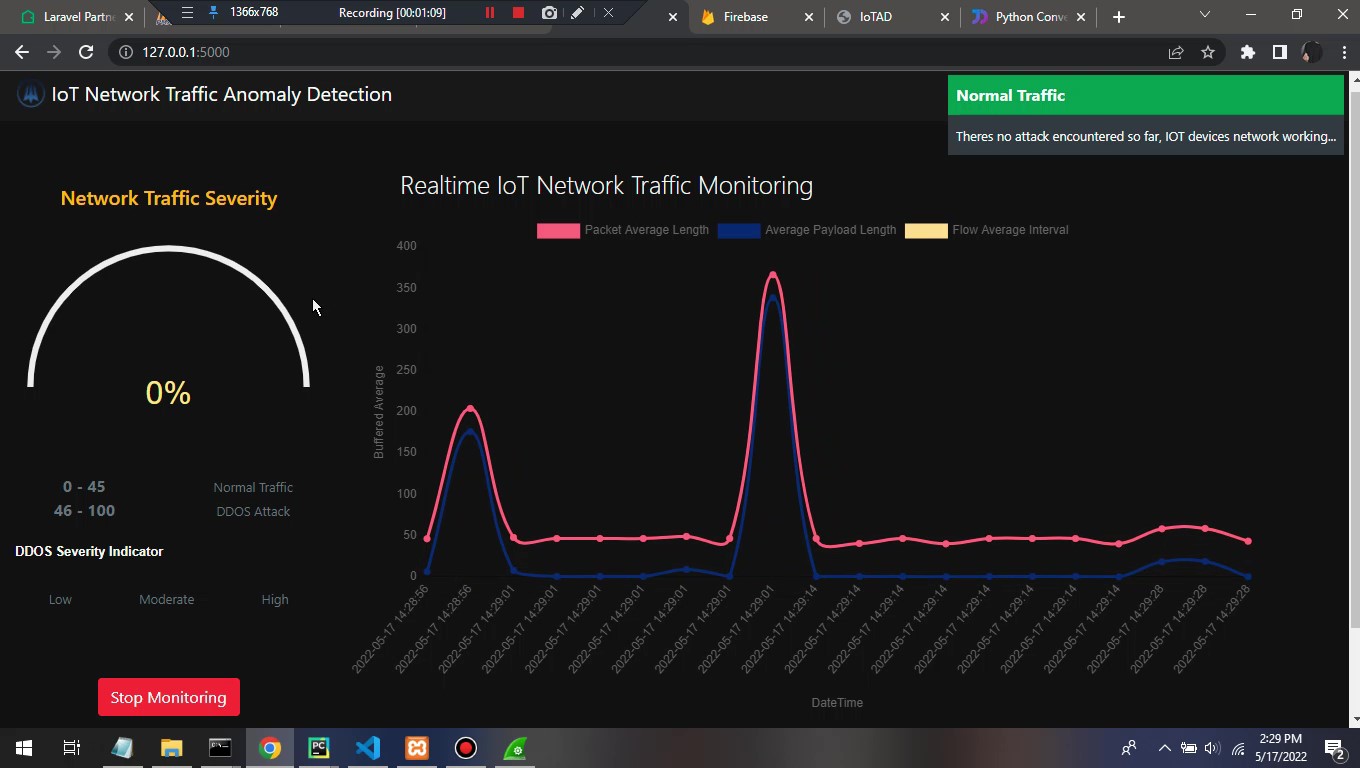 Laravel Partn
1366x768
Recording [00:01:09]
Firebase
IoTAD
Python Conve
127.0.0.1:5000
IoT Network Traffic Anomaly Detection
Normal Traffic
Theres no attack encountered so far, IOT devices network working...
Network Traffic Severity
0%
0 - 45 Normal Traffic
46 - 100 DDOS Attack
DDOS Severity Indicator
Low Moderate High
Stop Monitoring
Realtime IoT Network Traffic Monitoring
Packet Average Length Average Payload Length Flow Average Interval
Buffered Average
400
350
300
250
200
150
100
50
0
2022-05-17 14:28:56
2022-05-17 14:28:56
2022-05-17 14:29:01
2022-05-17 14:29:01
2022-05-17 14:29:01
2022-05-17 14:29:01
2022-05-17 14:29:01
2022-05-17 14:29:01
2022-05-17 14:29:01
2022-05-17 14:29:14
2022-05-17 14:29:14
2022-05-17 14:29:14
2022-05-17 14:29:14
2022-05-17 14:29:14
2022-05-17 14:29:14
2022-05-17 14:29:14
2022-05-17 14:29:14
2022-05-17 14:29:28
2022-05-17 14:29:28
2022-05-17 14:29:28
DateTime
PC
2:29 PM
5/17/2022
2